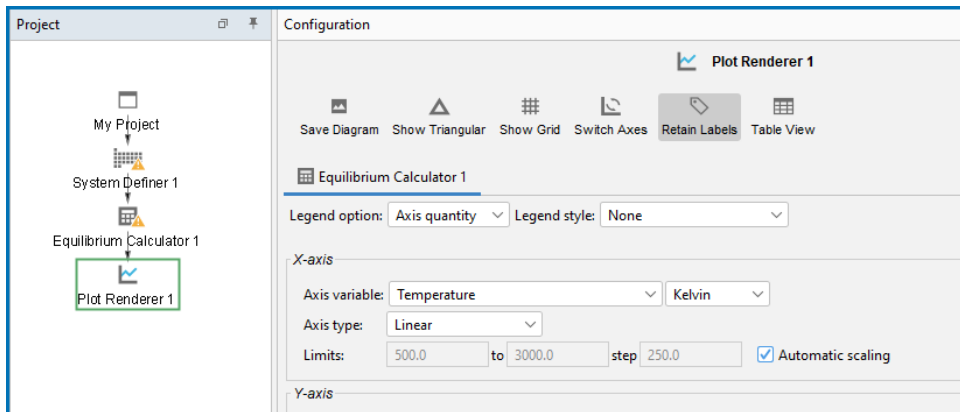 Project
My Project
System Definer 1
Equilibrium Calculator 1
Plot Renderer 1
Configuration
Plot Renderer 1
Save Diagram Show Triangular Show Grid Switch Axes Retain Labels Table View
Equilibrium Calculator 1
Legend option: Axis quantity Legend style: None
X-axis
Axis variable: Temperature Kelvin
Axis type: Linear
Limits: 500.0 to 3000.0 step 250.0 Automatic scaling
Y-axis